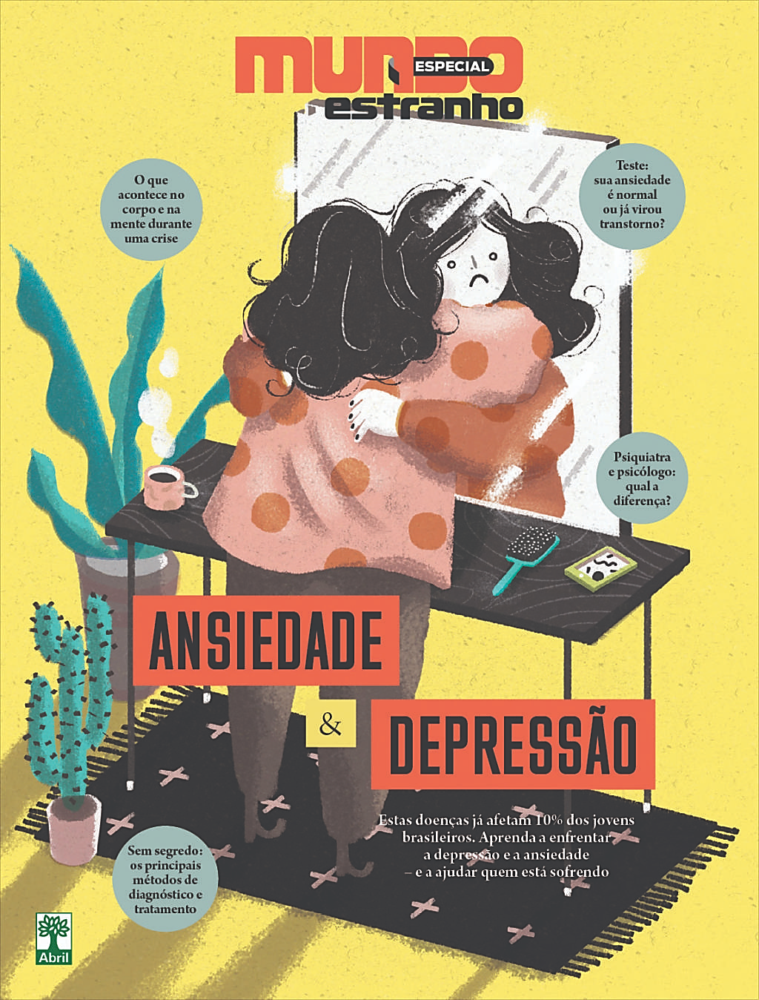 MUNDO
ESPECIAL
estranho
O que
acontece no
corpo e na
mente durante
uma crise
Teste:
sua ansiedade
é normal
ou já virou
transtorno?
Psiquiatra
e psicólogo:
qual a
diferença?
ANSIEDADE
&
DEPRESSÃO
Estas doenças já afetam 10% dos jovens
brasileiros. Aprenda a enfrentar
a depressão e a ansiedade
– e a ajudar quem está sofrendo
Sem segredo:
os principais
métodos de
diagnóstico e
tratamento
Abril